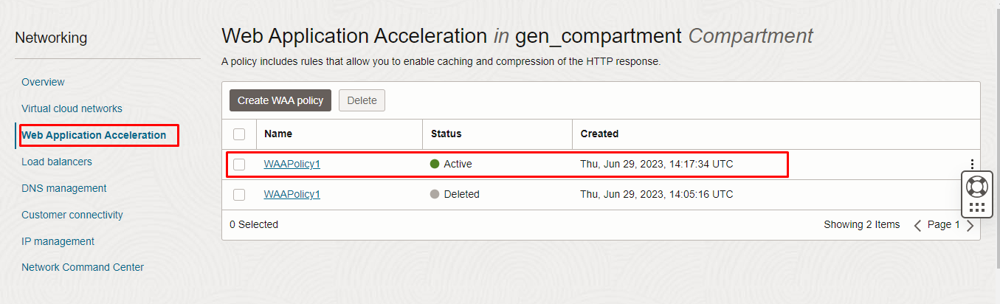 Networking
Overview
Virtual cloud networks
Web Application Acceleration
Load balancers
DNS management
Customer connectivity
IP management
Network Command Center
Web Application Acceleration in gen_compartment Compartment
A policy includes rules that allow you to enable caching and compression of the HTTP response.
Create WAA policy Delete
Name Status Created
WAAPolicy1 Active Thu, Jun 29, 2023, 14:17:34 UTC
WAAPolicy1 Deleted Thu, Jun 29, 2023, 14:05:16 UTC
0 Selected Showing 2 Items Page 1